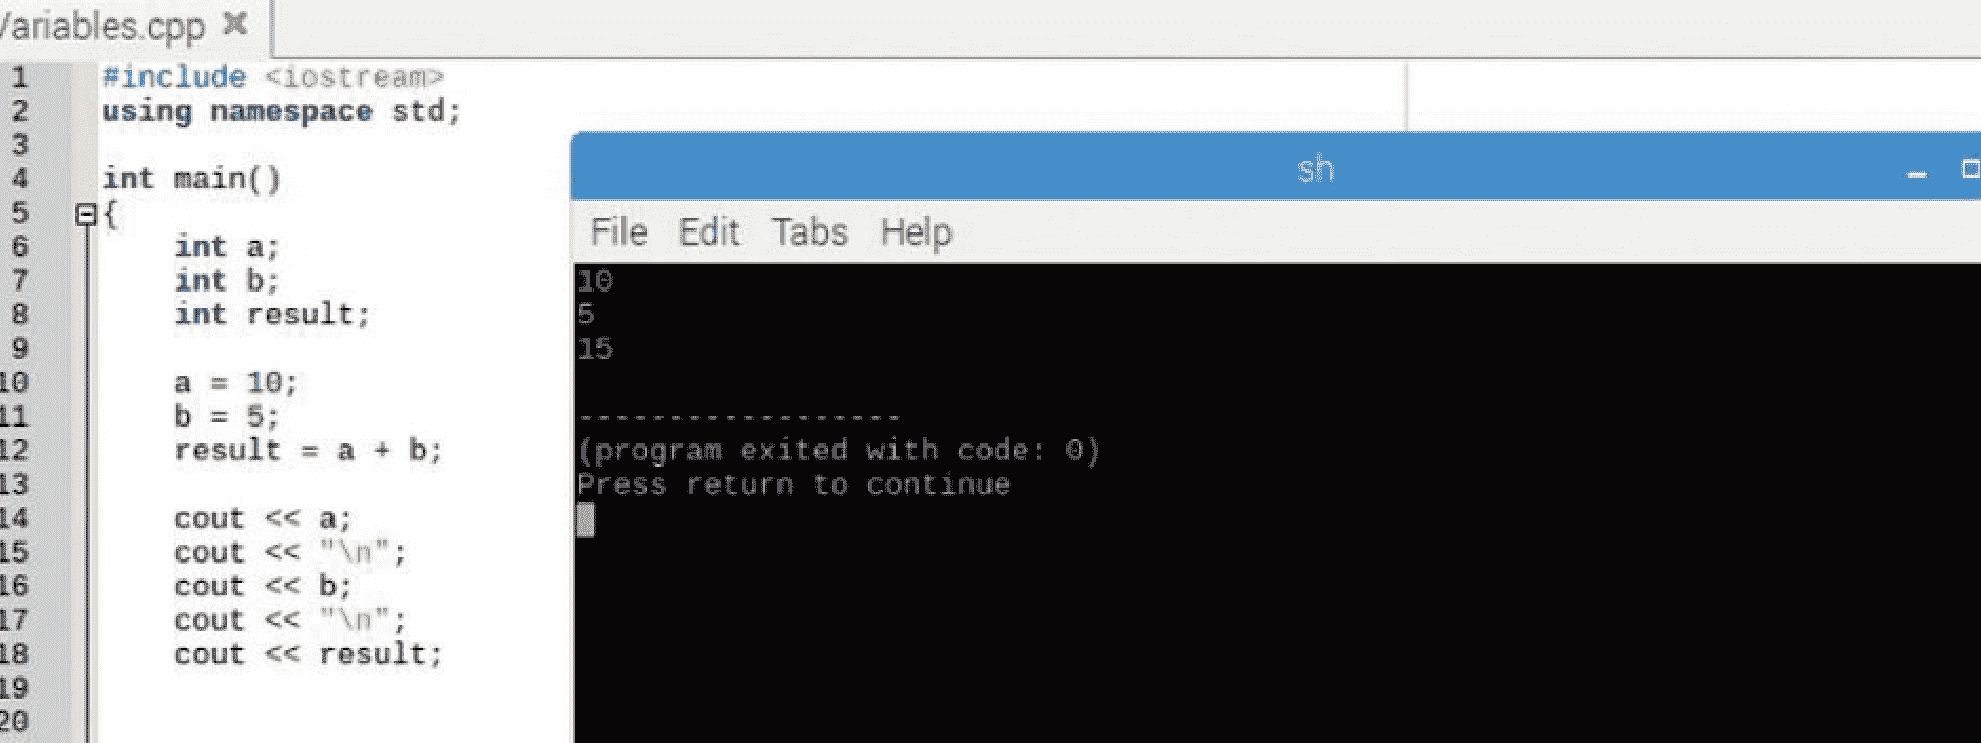 Variables.cpp
1 #include <iostream>
2 using namespace std;
3
4 int main()
5 {
6 int a;
7 int b;
8 int result;
9
10 a = 10;
11 b = 5;
12 result = a + b;
13
14 cout << a;
15 cout << "\n";
16 cout << b;
17 cout << "\n";
18 cout << result;
19
20
sh
File Edit Tabs Help
10
5
15
------------------
(program exited with code: 0)
Press return to continue